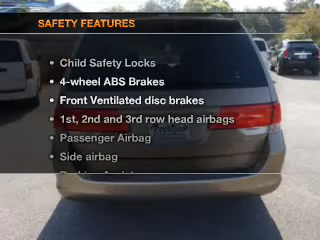 SAFETY FEATURES
• Child Safety Locks
• 4-wheel ABS Brakes
• Front Ventilated disc brakes
• 1st, 2nd and 3rd row head airbags
• Passenger Airbag
• Side airbag